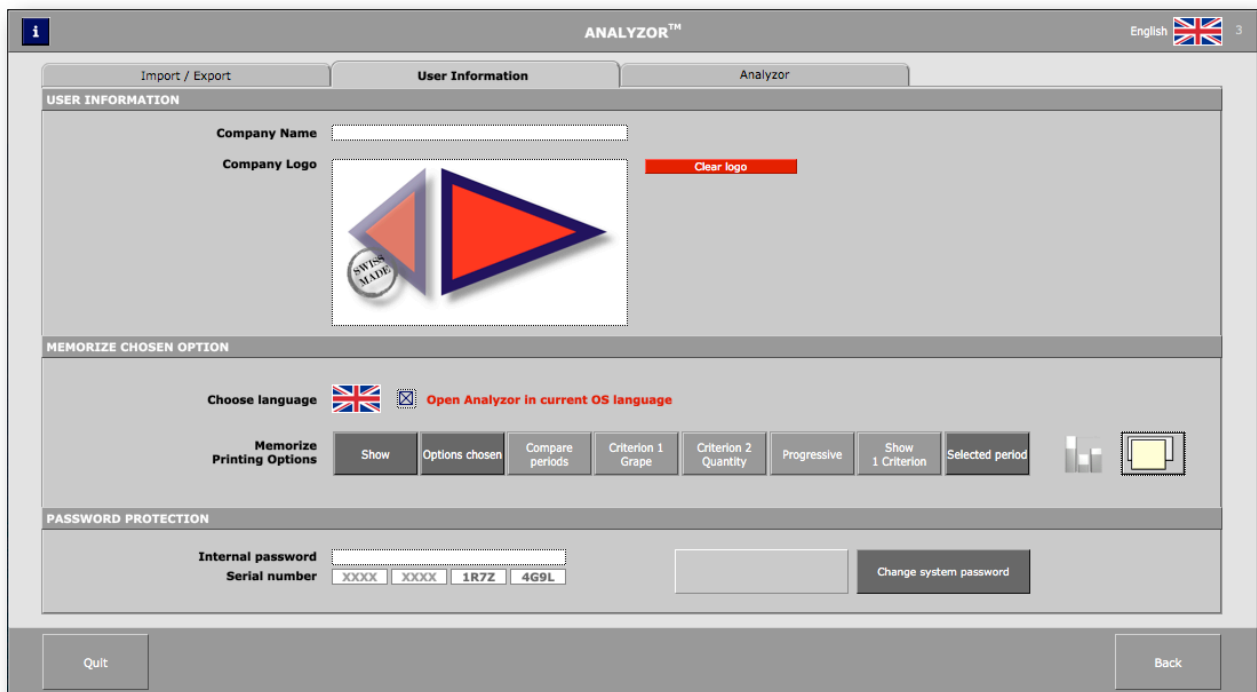 i
ANALYZOR™
English
3
Import / Export
User Information
Analyzor
USER INFORMATION
Company Name
Company Logo
Clear logo
SWISS
MADE
MEMORIZE CHOSEN OPTION
Choose language
Open Analyzor in current OS language
Memorize
Printing Options
Show
Options chosen
Compare
periods
Criterion 1
Grape
Criterion 2
Quantity
Progressive
Show
1 Criterion
Selected period
PASSWORD PROTECTION
Internal password
Serial number
XXXX XXXX 1R7Z 4G9L
Change system password
Quit
Back